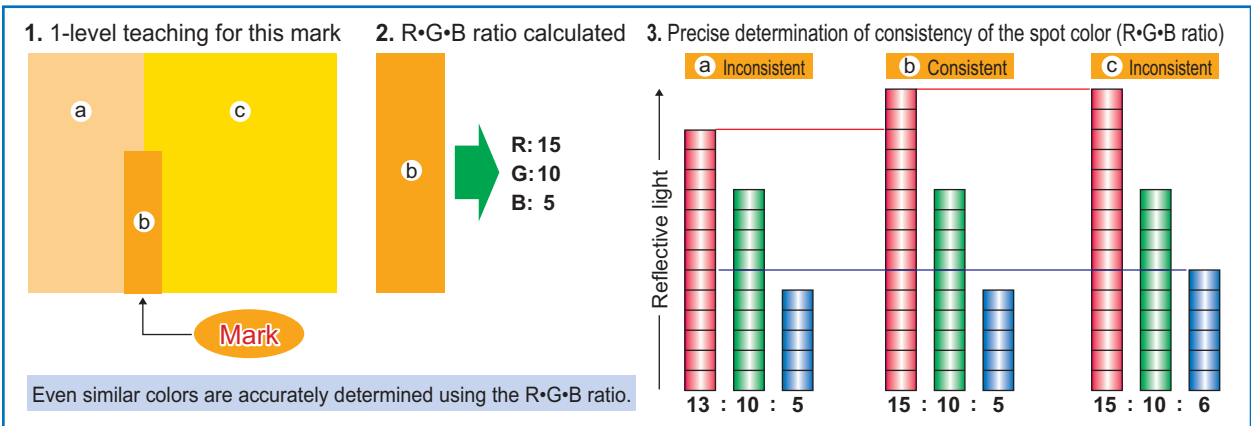 1. 1-level teaching for this mark
a
c
b
Mark
Even similar colors are accurately determined using the R•G•B ratio.
2. R•G•B ratio calculated
b
R: 15
G: 10
B: 5
3. Precise determination of consistency of the spot color (R•G•B ratio)
a Inconsistent
b Consistent
c Inconsistent
Reflective light
13 : 10 : 5
15 : 10 : 5
15 : 10 : 6